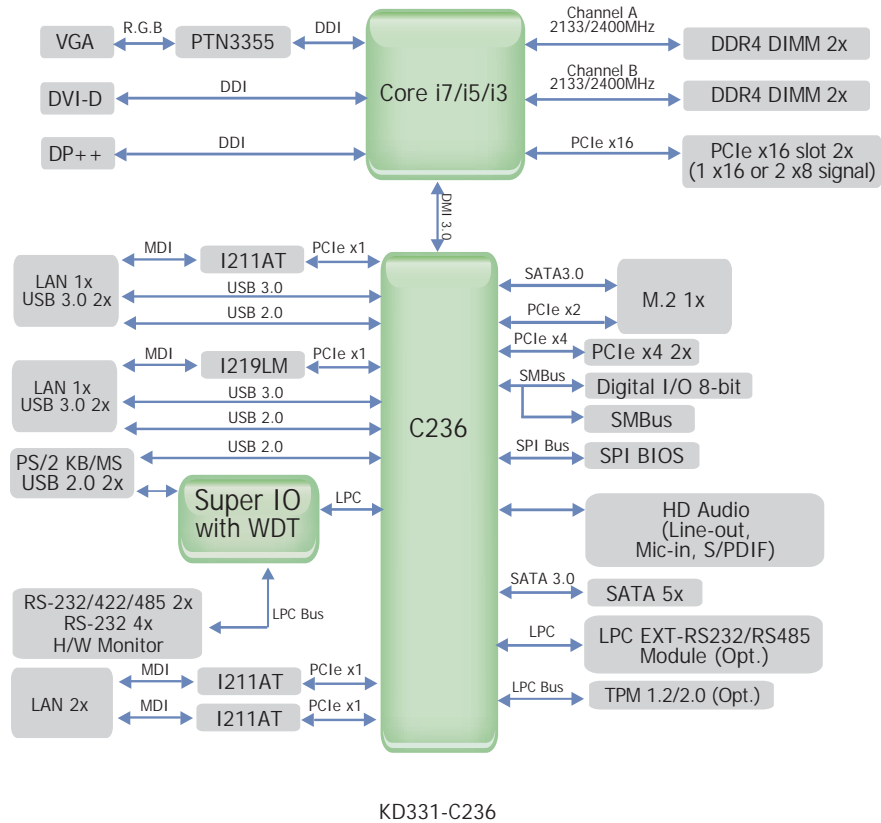 VGA
R.G.B
PTN3355
DDI
Core i7/i5/i3
Channel A
2133/2400MHz
DDR4 DIMM 2x
DVI-D
DDI
Channel B
2133/2400MHz
DDR4 DIMM 2x
DP++
DDI
PCIe x16
PCIe x16 slot 2x
(1 x16 or 2 x8 signal)
DMI 3.0
LAN 1x
USB 3.0 2x
MDI
I211AT
PCIe x1
USB 3.0
USB 2.0
LAN 1x
USB 3.0 2x
MDI
I219LM
PCIe x1
USB 3.0
USB 2.0
PS/2 KB/MS
USB 2.0 2x
USB 2.0
Super IO
with WDT
LPC
RS-232/422/485 2x
RS-232 4x
H/W Monitor
LPC Bus
LAN 2x
MDI
I211AT
PCIe x1
MDI
I211AT
PCIe x1
C236
SATA3.0
PCIe x2
M.2 1x
PCIe x4
PCIe x4 2x
SMBus
Digital I/O 8-bit
SMBus
SPI Bus
SPI BIOS
HD Audio
(Line-out,
Mic-in, S/PDIF)
SATA 3.0
SATA 5x
LPC
LPC EXT-RS232/RS485
Module (Opt.)
LPC Bus
TPM 1.2/2.0 (Opt.)
KD331-C236